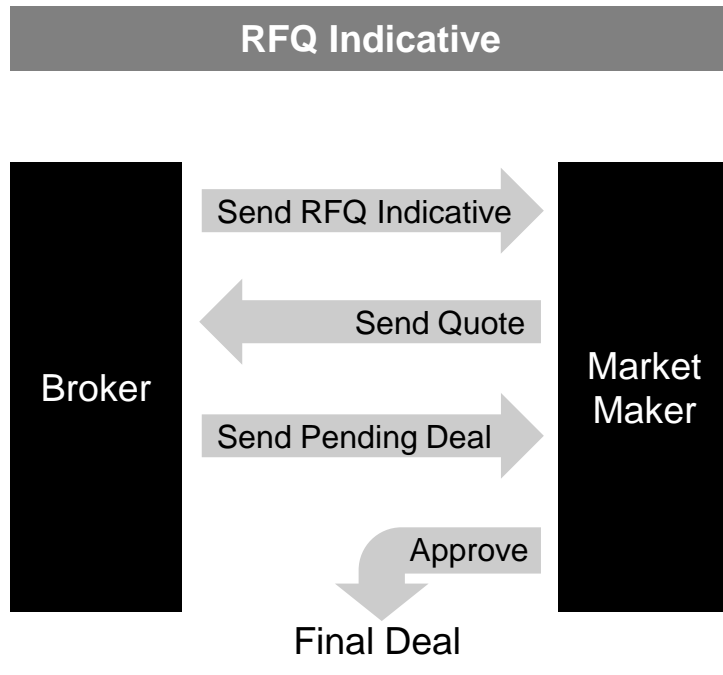 RFQ Indicative
Send RFQ Indicative
Send Quote
Broker
Market
Maker
Send Pending Deal
Approve
Final Deal